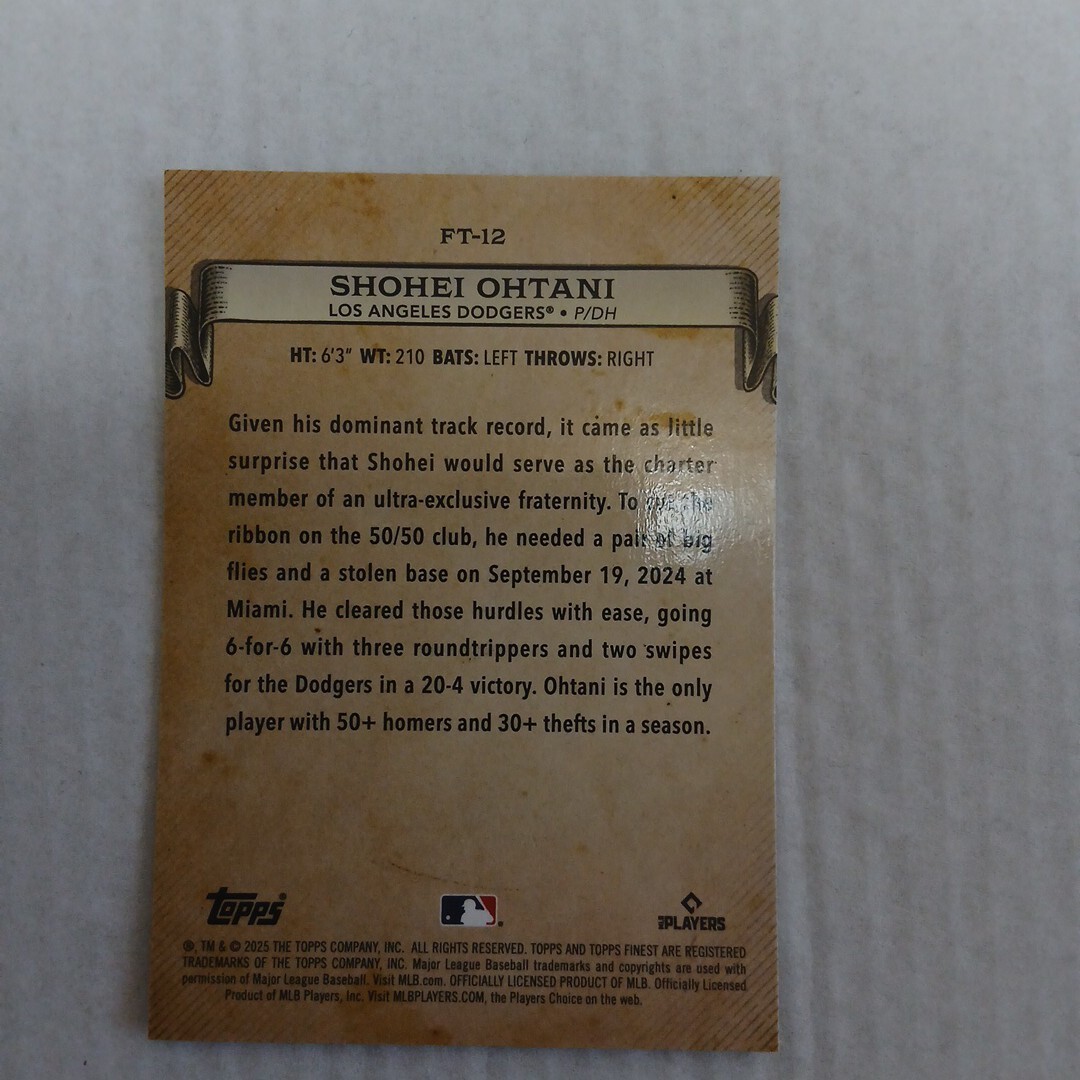 FT-12
SHOHEI OHTANI
LOS ANGELES DODGERS® • P/DH
HT: 6'3" WT: 210 BATS: LEFT THROWS: RIGHT
Given his dominant track record, it came as little
surprise that Shohei would serve as the charter
member of an ultra-exclusive fraternity. To cut the
ribbon on the 50/50 club, he needed a pair of big
flies and a stolen base on September 19, 2024 at
Miami. He cleared those hurdles with ease, going
6-for-6 with three roundtrippers and two swipes
for the Dodgers in a 20-4 victory. Ohtani is the only
player with 50+ homers and 30+ thefts in a season.
Topps
PLAYERS
®, TM & © 2025 THE TOPPS COMPANY, INC. ALL RIGHTS RESERVED. TOPPS AND TOPPS FINEST ARE REGISTERED
TRADEMARKS OF THE TOPPS COMPANY, INC. Major League Baseball trademarks and copyrights are used with
permission of Major League Baseball. Visit MLB.com. OFFICIALLY LICENSED PRODUCT OF MLB. Officially Licensed
Product of MLB Players, Inc. Visit MLBPLAYERS.COM, the Players Choice on the web.